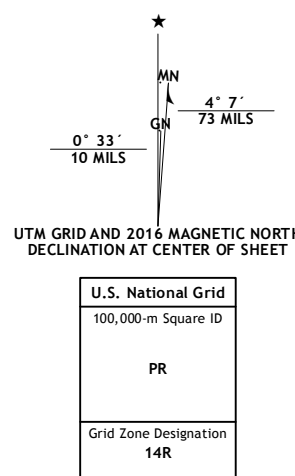 ★
MN
4° 7´
73 MILS
GN
0° 33´
10 MILS
UTM GRID AND 2016 MAGNETIC NORTH
DECLINATION AT CENTER OF SHEET
U.S. National Grid
100,000-m Square ID
PR
Grid Zone Designation
14R